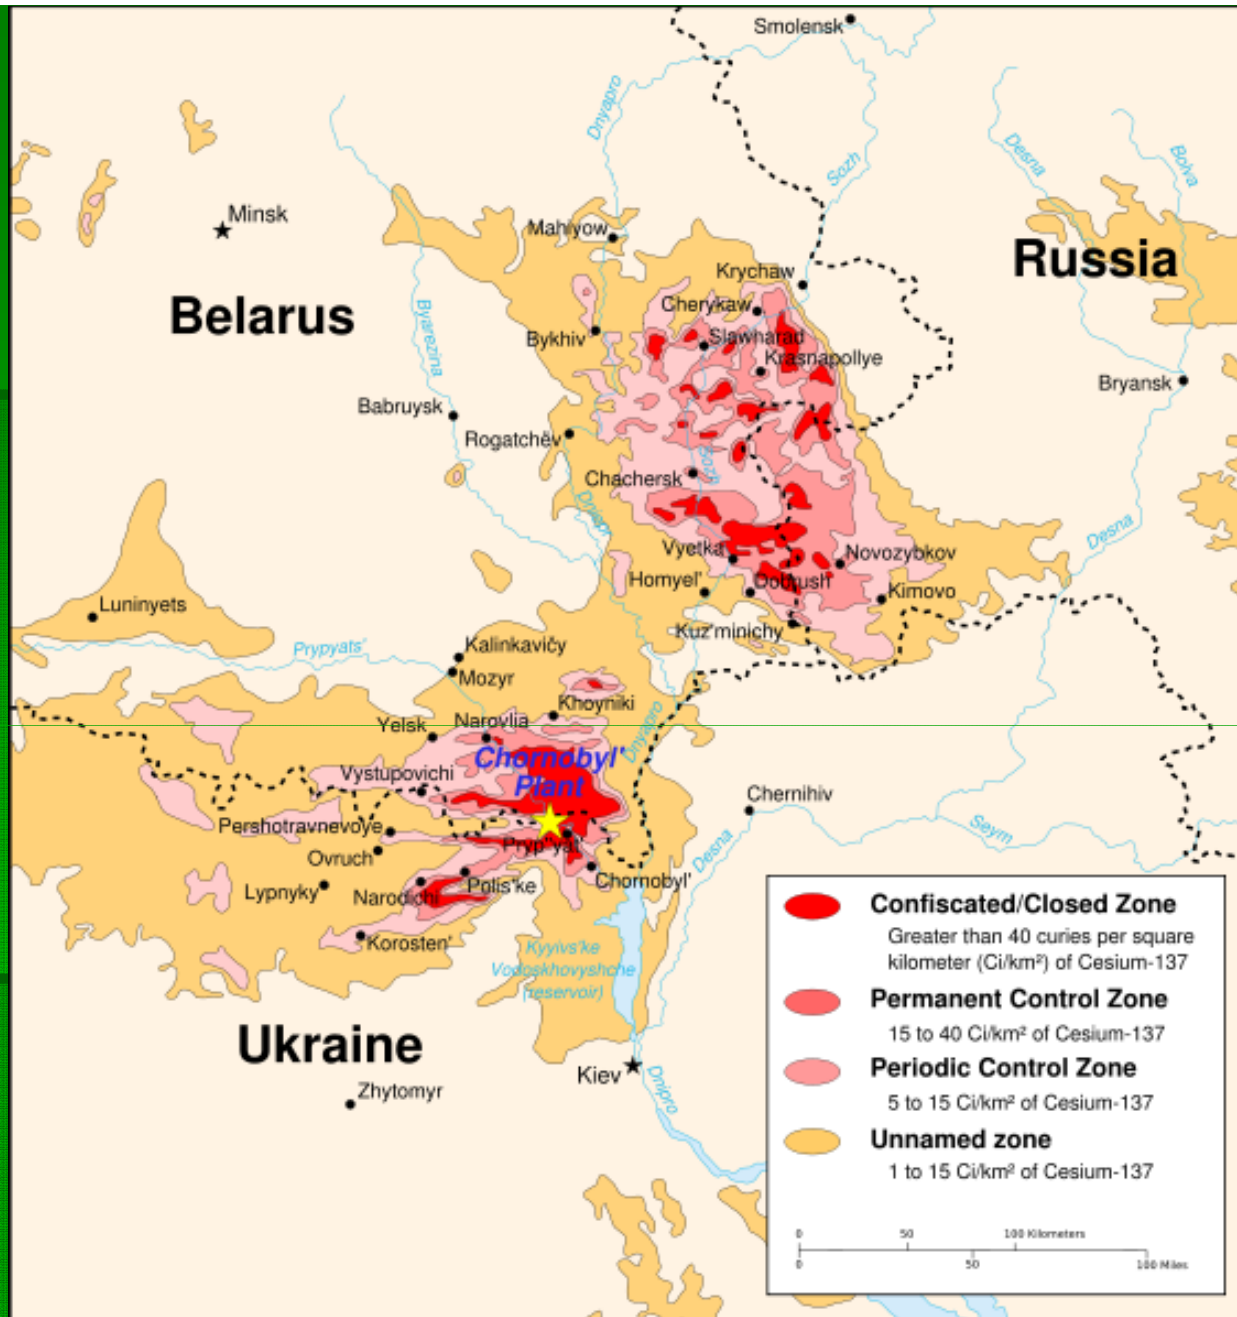 Smolensk
Dnyapro
Sozh
Desna
Bolva
Minsk
Mahiyow
Russia
Krychaw
Belarus
Cherykaw
Byarezina
Bykhiv
Slawharad
Krasnapollye
Bryansk
Babruysk
Rogatchëv
Sozh
Chachersk
Dnepr
Desna
Vyetka
Novozybkov
Homyel'
Dobrush
Kimovo
Luninyets
Kuz'minichy
Prypyats'
Kalinkavičy
Mozyr
Khoyniki
Yelsk
Narovlia
Dnyapro
Chornobyl'
Plant
Vystupovichi
Chernihiv
Pershotravnevoye
Seym
Pryp''yat'
Desna
Ovruch
Chornobyl'
Lypnyky
Narodichi
Polis'ke
Korosten'
Kyyivs'ke
Vodoskhovyshche
(reservoir)
Ukraine
Kiev
Zhytomyr
Dnipro
Confiscated/Closed Zone
Greater than 40 curies per square
kilometer (Ci/km²) of Cesium-137
Permanent Control Zone
15 to 40 Ci/km² of Cesium-137
Periodic Control Zone
5 to 15 Ci/km² of Cesium-137
Unnamed zone
1 to 15 Ci/km² of Cesium-137
0 50 100 Kilometers
0 50 100 Miles